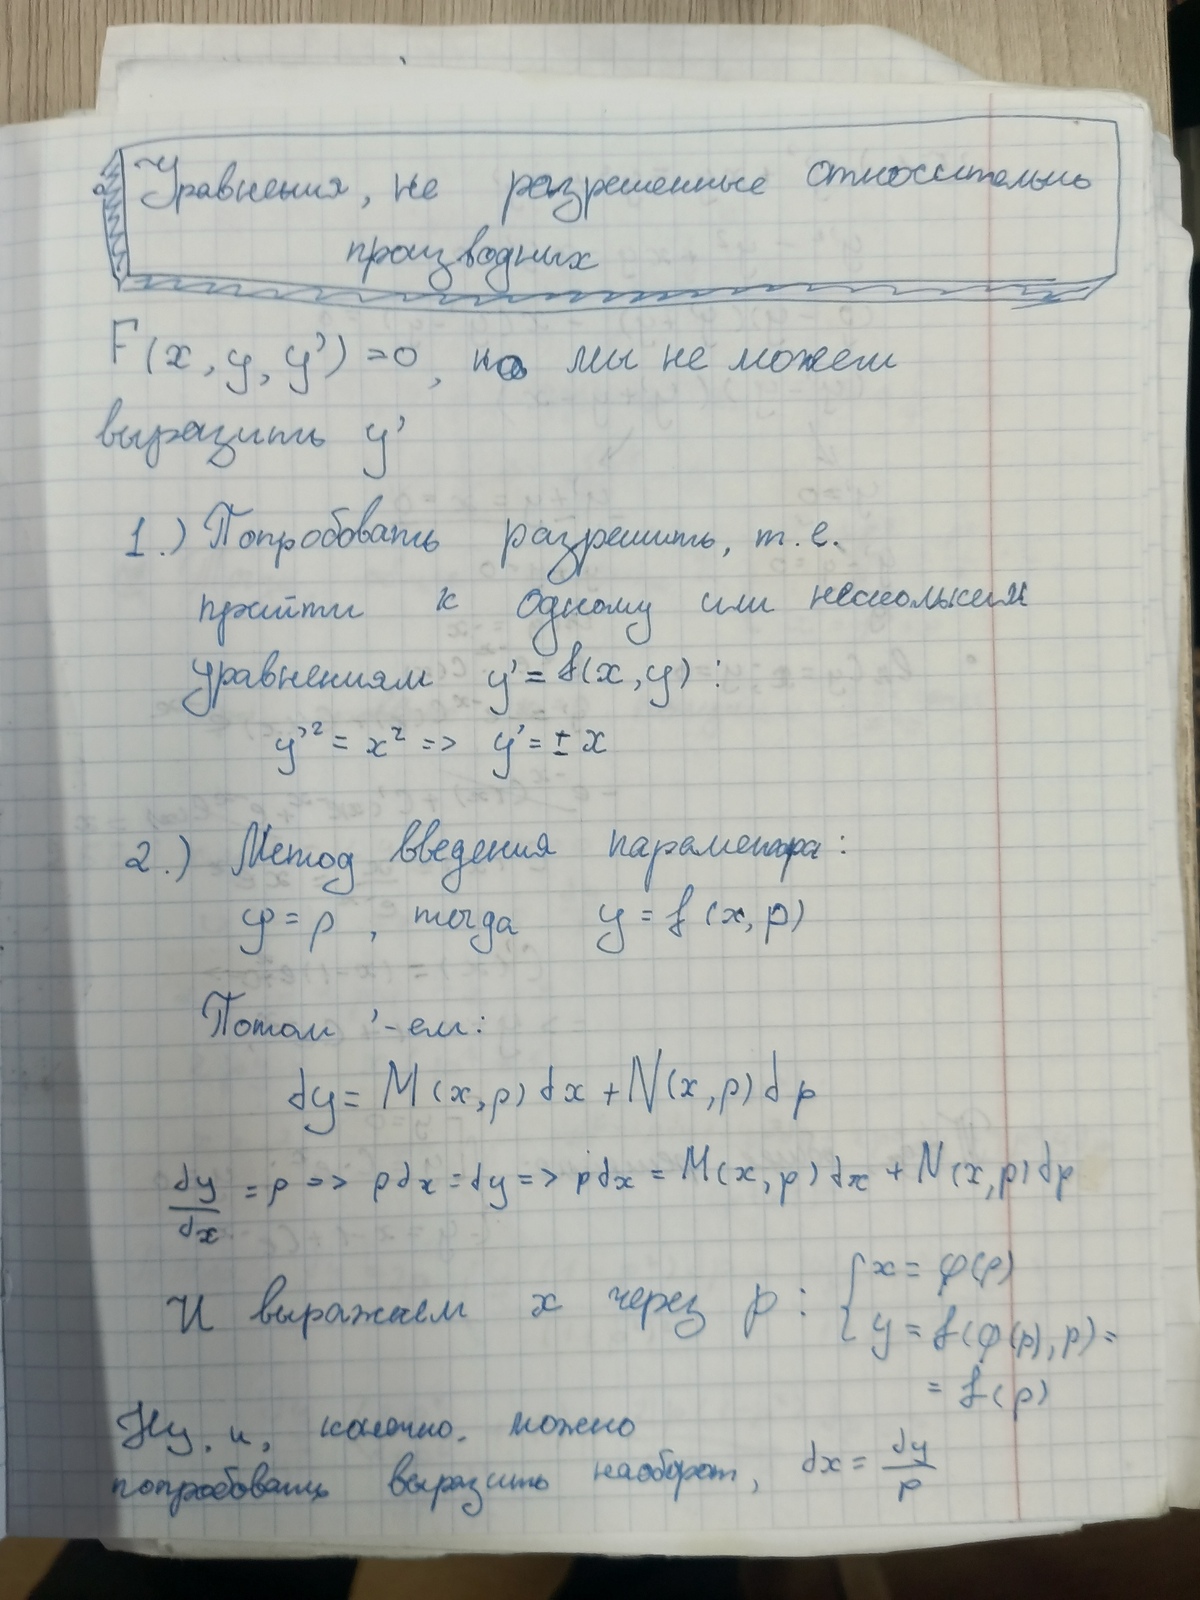 Уравнения, не разрешенные относительно
производных
F(x, y, y') = 0, но мы не можем
выразить y'
1.) Попробовать разрешить, т.е.
прийти к одному или нескольким
уравнениям y' = f(x, y):
y'² = x² => y' = ± x
2.) Метод введения параметра:
y' = p, тогда y = f(x, p)
Потом '-ем:
dy = M(x, p) dx + N(x, p) dp
dy/dx = p => pdx = dy => pdx = M(x, p) dx + N(x, p) dp
И выражаем x через p: { x = φ(p)
y = f(φ(p), p) =
= f(p)
Ну, и, конечно, можно
попробовать выразить наоборот, dx = dy/p